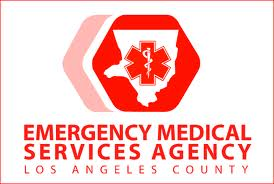 EMERGENCY MEDICAL
SERVICES AGENCY
LOS ANGELES COUNTY